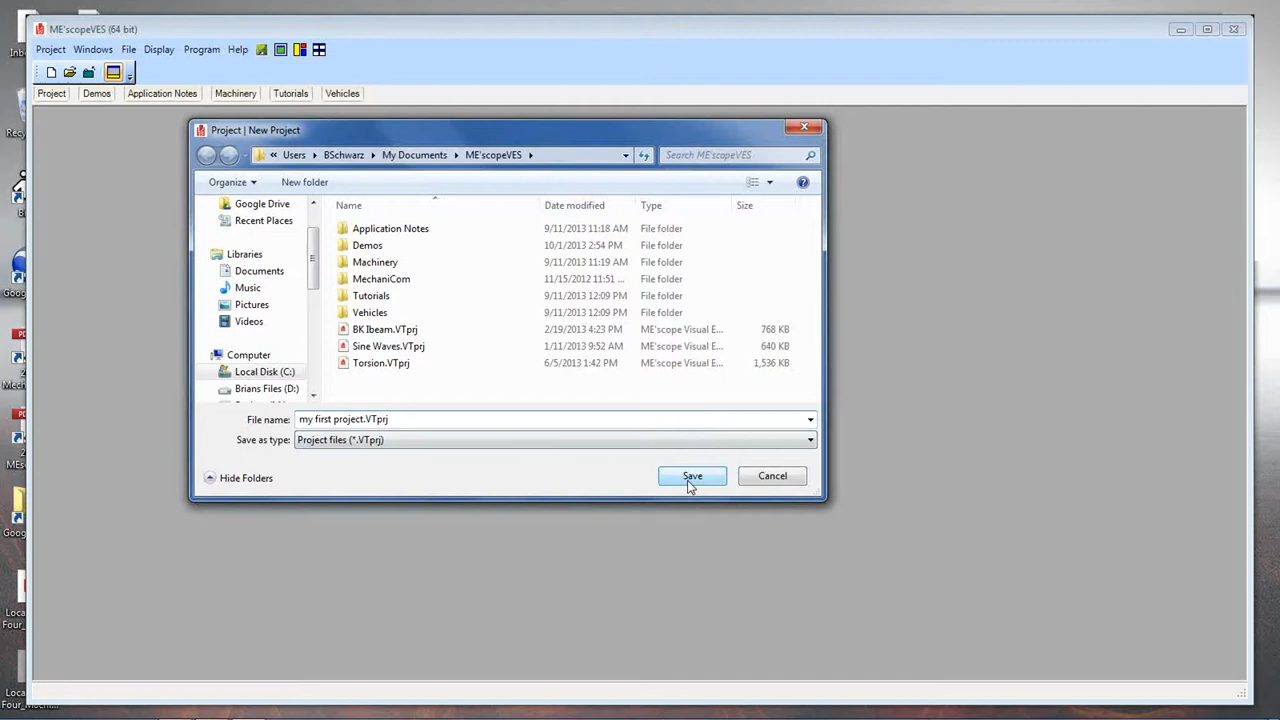 ME'scopeVES (64 bit)
Project Windows File Display Program Help
Project Demos Application Notes Machinery Tutorials Vehicles
Project | New Project
« Users BSchwarz My Documents ME'scopeVES
Search ME'scopeVES
Organize New folder
Name Date modified Type Size
Google Drive
Recent Places
Libraries
Documents
Music
Pictures
Videos
Computer
Local Disk (C:)
Brians Files (D:)
Application Notes 9/11/2013 11:18 AM File folder
Demos 10/1/2013 2:54 PM File folder
Machinery 9/11/2013 11:19 AM File folder
MechaniCom 11/15/2012 11:51 ... File folder
Tutorials 9/11/2013 12:09 PM File folder
Vehicles 9/11/2013 12:09 PM File folder
BK Ibeam.VTprj 2/19/2013 4:23 PM ME'scope Visual E... 768 KB
Sine Waves.VTprj 1/11/2013 9:52 AM ME'scope Visual E... 640 KB
Torsion.VTprj 6/5/2013 1:42 PM ME'scope Visual E... 1,536 KB
File name: my first project.VTprj
Save as type: Project files (*.VTprj)
Hide Folders
Save Cancel